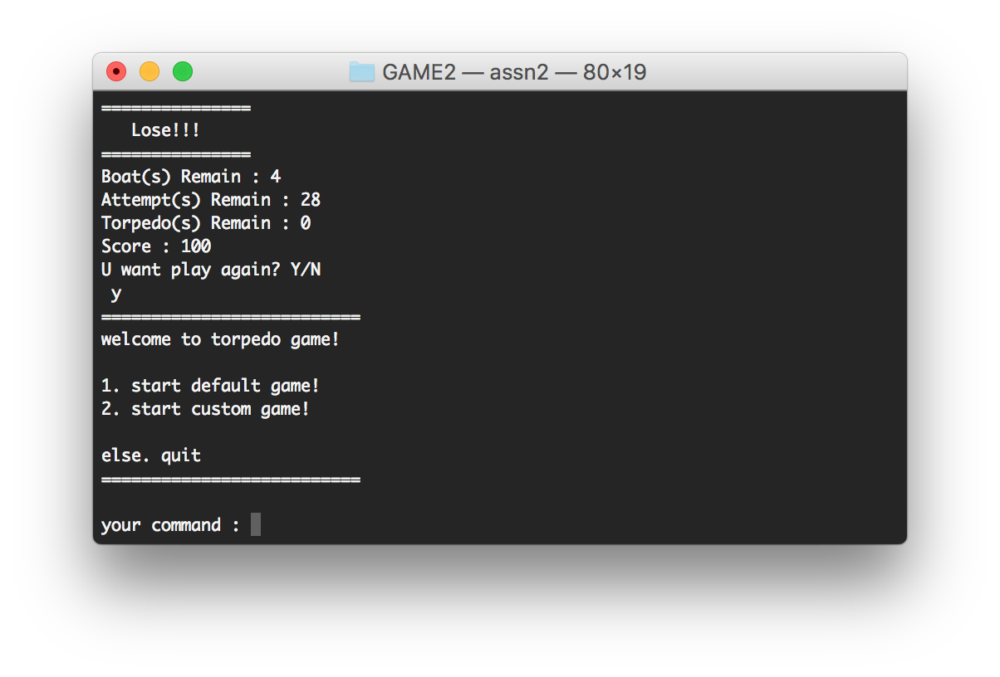 GAME2 — assn2 — 80×19
===============
   Lose!!!
===============
Boat(s) Remain : 4
Attempt(s) Remain : 28
Torpedo(s) Remain : 0
Score : 100
U want play again? Y/N
 y
==========================
welcome to torpedo game!
1. start default game!
2. start custom game!
else. quit
==========================
your command :